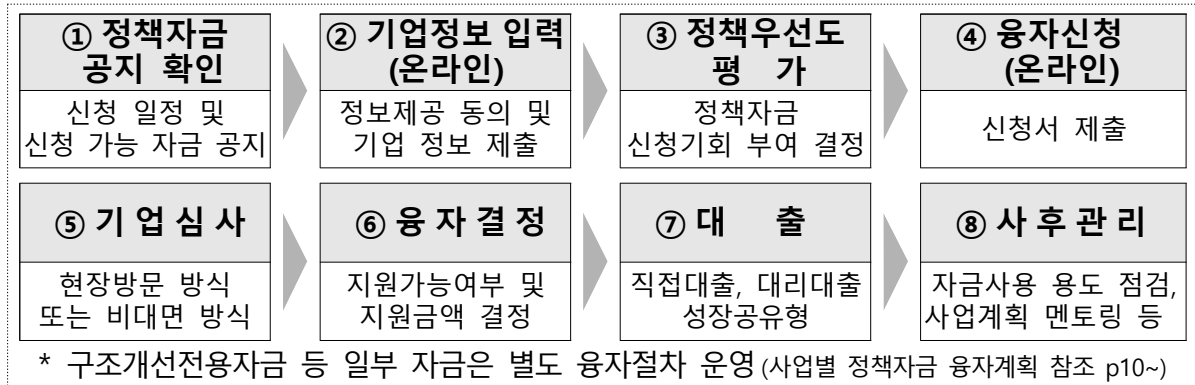 ① 정책자금
공지 확인
신청 일정 및
신청 가능 자금 공지
② 기업정보 입력
(온라인)
정보제공 동의 및
기업 정보 제출
③ 정책우선도
평 가
정책자금
신청기회 부여 결정
④ 융자신청
(온라인)
신청서 제출
⑤ 기 업 심 사
현장방문 방식
또는 비대면 방식
⑥ 융 자 결 정
지원가능여부 및
지원금액 결정
⑦ 대 출
직접대출, 대리대출
성장공유형
⑧ 사 후 관 리
자금사용 용도 점검,
사업계획 멘토링 등
* 구조개선전용자금 등 일부 자금은 별도 융자절차 운영 (사업별 정책자금 융자계획 참조 p10~)